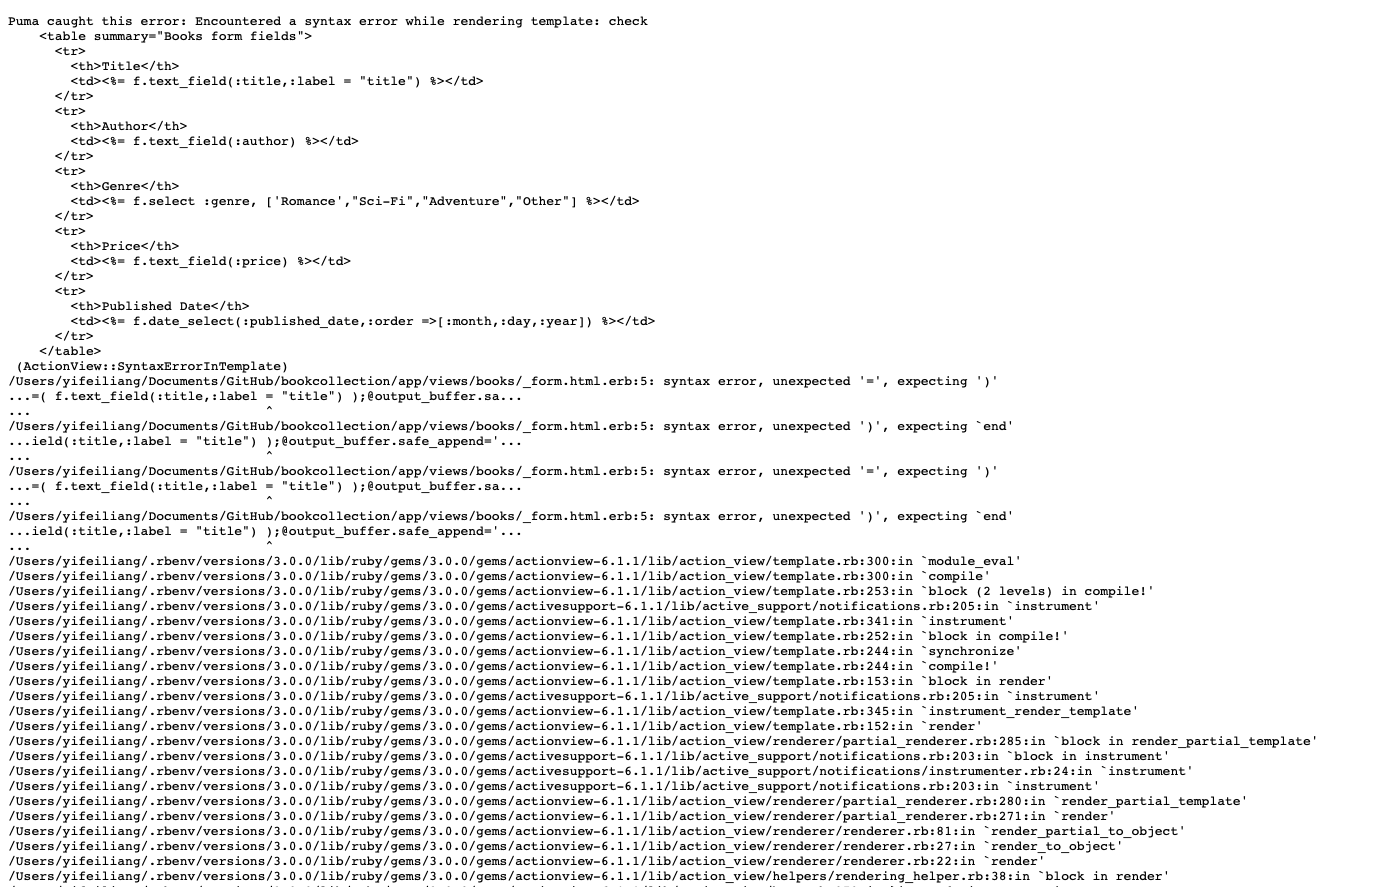 Puma caught this error: Encountered a syntax error while rendering template: check
    <table summary="Books form fields">
      <tr>
        <th>Title</th>
        <td><%= f.text_field(:title,:label = "title") %></td>
      </tr>
      <tr>
        <th>Author</th>
        <td><%= f.text_field(:author) %></td>
      </tr>
      <tr>
        <th>Genre</th>
        <td><%= f.select :genre, ['Romance',"Sci-Fi","Adventure","Other"] %></td>
      </tr>
      <tr>
        <th>Price</th>
        <td><%= f.text_field(:price) %></td>
      </tr>
      <tr>
        <th>Published Date</th>
        <td><%= f.date_select(:published_date,:order =>[:month,:day,:year]) %></td>
      </tr>
    </table>
 (ActionView::SyntaxErrorInTemplate)
/Users/yifeiliang/Documents/GitHub/bookcollection/app/views/books/_form.html.erb:5: syntax error, unexpected '=', expecting ')'
...=( f.text_field(:title,:label = "title") );@output_buffer.sa...
...                              ^
/Users/yifeiliang/Documents/GitHub/bookcollection/app/views/books/_form.html.erb:5: syntax error, unexpected ')', expecting `end'
...ield(:title,:label = "title") );@output_buffer.safe_append='...
...                              ^
/Users/yifeiliang/Documents/GitHub/bookcollection/app/views/books/_form.html.erb:5: syntax error, unexpected '=', expecting ')'
...=( f.text_field(:title,:label = "title") );@output_buffer.sa...
...                              ^
/Users/yifeiliang/Documents/GitHub/bookcollection/app/views/books/_form.html.erb:5: syntax error, unexpected ')', expecting `end'
...ield(:title,:label = "title") );@output_buffer.safe_append='...
...                              ^
/Users/yifeiliang/.rbenv/versions/3.0.0/lib/ruby/gems/3.0.0/gems/actionview-6.1.1/lib/action_view/template.rb:300:in `module_eval'
/Users/yifeiliang/.rbenv/versions/3.0.0/lib/ruby/gems/3.0.0/gems/actionview-6.1.1/lib/action_view/template.rb:300:in `compile'
/Users/yifeiliang/.rbenv/versions/3.0.0/lib/ruby/gems/3.0.0/gems/actionview-6.1.1/lib/action_view/template.rb:253:in `block (2 levels) in compile!'
/Users/yifeiliang/.rbenv/versions/3.0.0/lib/ruby/gems/3.0.0/gems/activesupport-6.1.1/lib/active_support/notifications.rb:205:in `instrument'
/Users/yifeiliang/.rbenv/versions/3.0.0/lib/ruby/gems/3.0.0/gems/actionview-6.1.1/lib/action_view/template.rb:341:in `instrument'
/Users/yifeiliang/.rbenv/versions/3.0.0/lib/ruby/gems/3.0.0/gems/actionview-6.1.1/lib/action_view/template.rb:252:in `block in compile!'
/Users/yifeiliang/.rbenv/versions/3.0.0/lib/ruby/gems/3.0.0/gems/actionview-6.1.1/lib/action_view/template.rb:244:in `synchronize'
/Users/yifeiliang/.rbenv/versions/3.0.0/lib/ruby/gems/3.0.0/gems/actionview-6.1.1/lib/action_view/template.rb:244:in `compile!'
/Users/yifeiliang/.rbenv/versions/3.0.0/lib/ruby/gems/3.0.0/gems/actionview-6.1.1/lib/action_view/template.rb:153:in `block in render'
/Users/yifeiliang/.rbenv/versions/3.0.0/lib/ruby/gems/3.0.0/gems/activesupport-6.1.1/lib/active_support/notifications.rb:205:in `instrument'
/Users/yifeiliang/.rbenv/versions/3.0.0/lib/ruby/gems/3.0.0/gems/actionview-6.1.1/lib/action_view/template.rb:345:in `instrument_render_template'
/Users/yifeiliang/.rbenv/versions/3.0.0/lib/ruby/gems/3.0.0/gems/actionview-6.1.1/lib/action_view/template.rb:152:in `render'
/Users/yifeiliang/.rbenv/versions/3.0.0/lib/ruby/gems/3.0.0/gems/actionview-6.1.1/lib/action_view/renderer/partial_renderer.rb:285:in `block in render_partial_template'
/Users/yifeiliang/.rbenv/versions/3.0.0/lib/ruby/gems/3.0.0/gems/activesupport-6.1.1/lib/active_support/notifications.rb:203:in `block in instrument'
/Users/yifeiliang/.rbenv/versions/3.0.0/lib/ruby/gems/3.0.0/gems/activesupport-6.1.1/lib/active_support/notifications/instrumenter.rb:24:in `instrument'
/Users/yifeiliang/.rbenv/versions/3.0.0/lib/ruby/gems/3.0.0/gems/activesupport-6.1.1/lib/active_support/notifications.rb:203:in `instrument'
/Users/yifeiliang/.rbenv/versions/3.0.0/lib/ruby/gems/3.0.0/gems/actionview-6.1.1/lib/action_view/renderer/partial_renderer.rb:280:in `render_partial_template'
/Users/yifeiliang/.rbenv/versions/3.0.0/lib/ruby/gems/3.0.0/gems/actionview-6.1.1/lib/action_view/renderer/partial_renderer.rb:271:in `render'
/Users/yifeiliang/.rbenv/versions/3.0.0/lib/ruby/gems/3.0.0/gems/actionview-6.1.1/lib/action_view/renderer/renderer.rb:81:in `render_partial_to_object'
/Users/yifeiliang/.rbenv/versions/3.0.0/lib/ruby/gems/3.0.0/gems/actionview-6.1.1/lib/action_view/renderer/renderer.rb:27:in `render_to_object'
/Users/yifeiliang/.rbenv/versions/3.0.0/lib/ruby/gems/3.0.0/gems/actionview-6.1.1/lib/action_view/renderer/renderer.rb:22:in `render'
/Users/yifeiliang/.rbenv/versions/3.0.0/lib/ruby/gems/3.0.0/gems/actionview-6.1.1/lib/action_view/helpers/rendering_helper.rb:38:in `block in render'